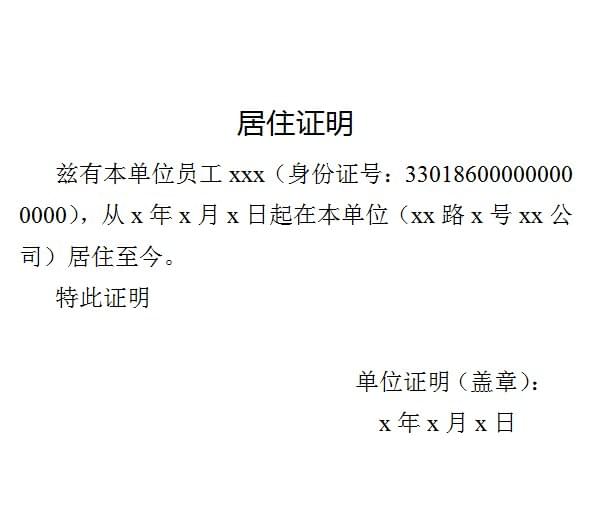 居住证明
兹有本单位员工 xxx（身份证号：33018600000000
0000），从 x 年 x 月 x 日起在本单位（xx 路 x 号 xx 公
司）居住至今。
特此证明
单位证明（盖章）：
x 年 x 月 x 日